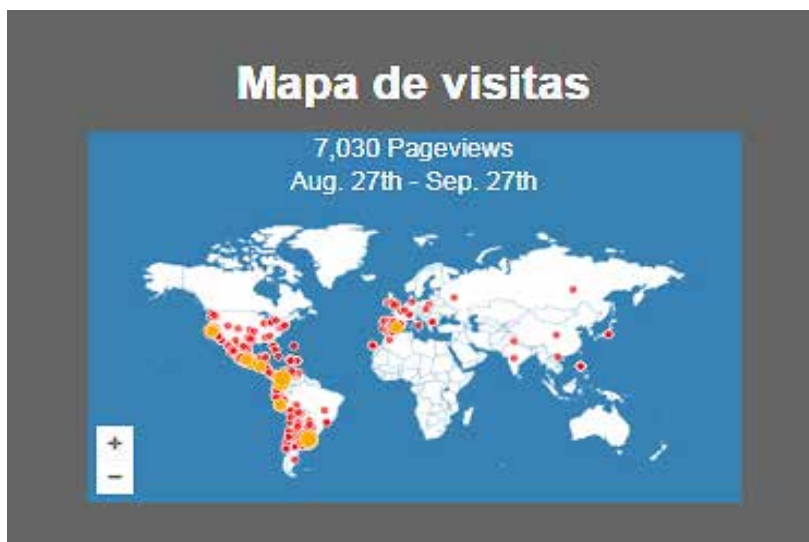 Mapa de visitas
7,030 Pageviews
Aug. 27th - Sep. 27th
+
−